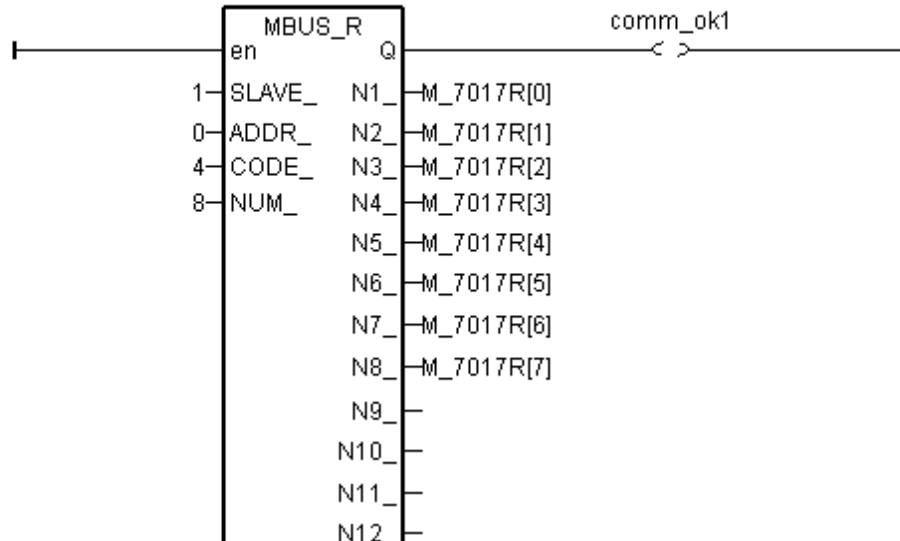 MBUS_R comm_ok1
en Q
1 SLAVE_ N1_ M_7017R[0]
0 ADDR_ N2_ M_7017R[1]
4 CODE_ N3_ M_7017R[2]
8 NUM_ N4_ M_7017R[3]
N5_ M_7017R[4]
N6_ M_7017R[5]
N7_ M_7017R[6]
N8_ M_7017R[7]
N9_
N10_
N11_
N12_